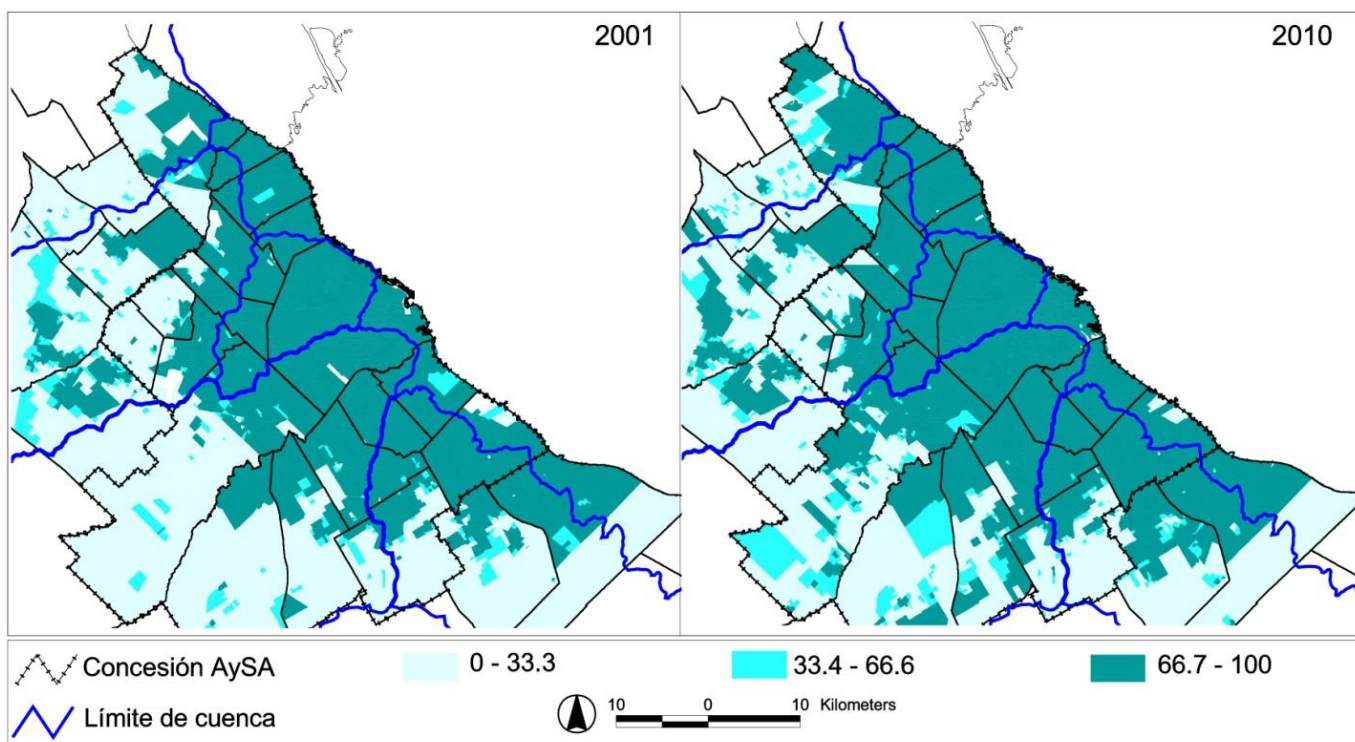 2001
2010
Concesión AySA
0 - 33.3
33.4 - 66.6
66.7 - 100
Límite de cuenca
10 0 10 Kilometers